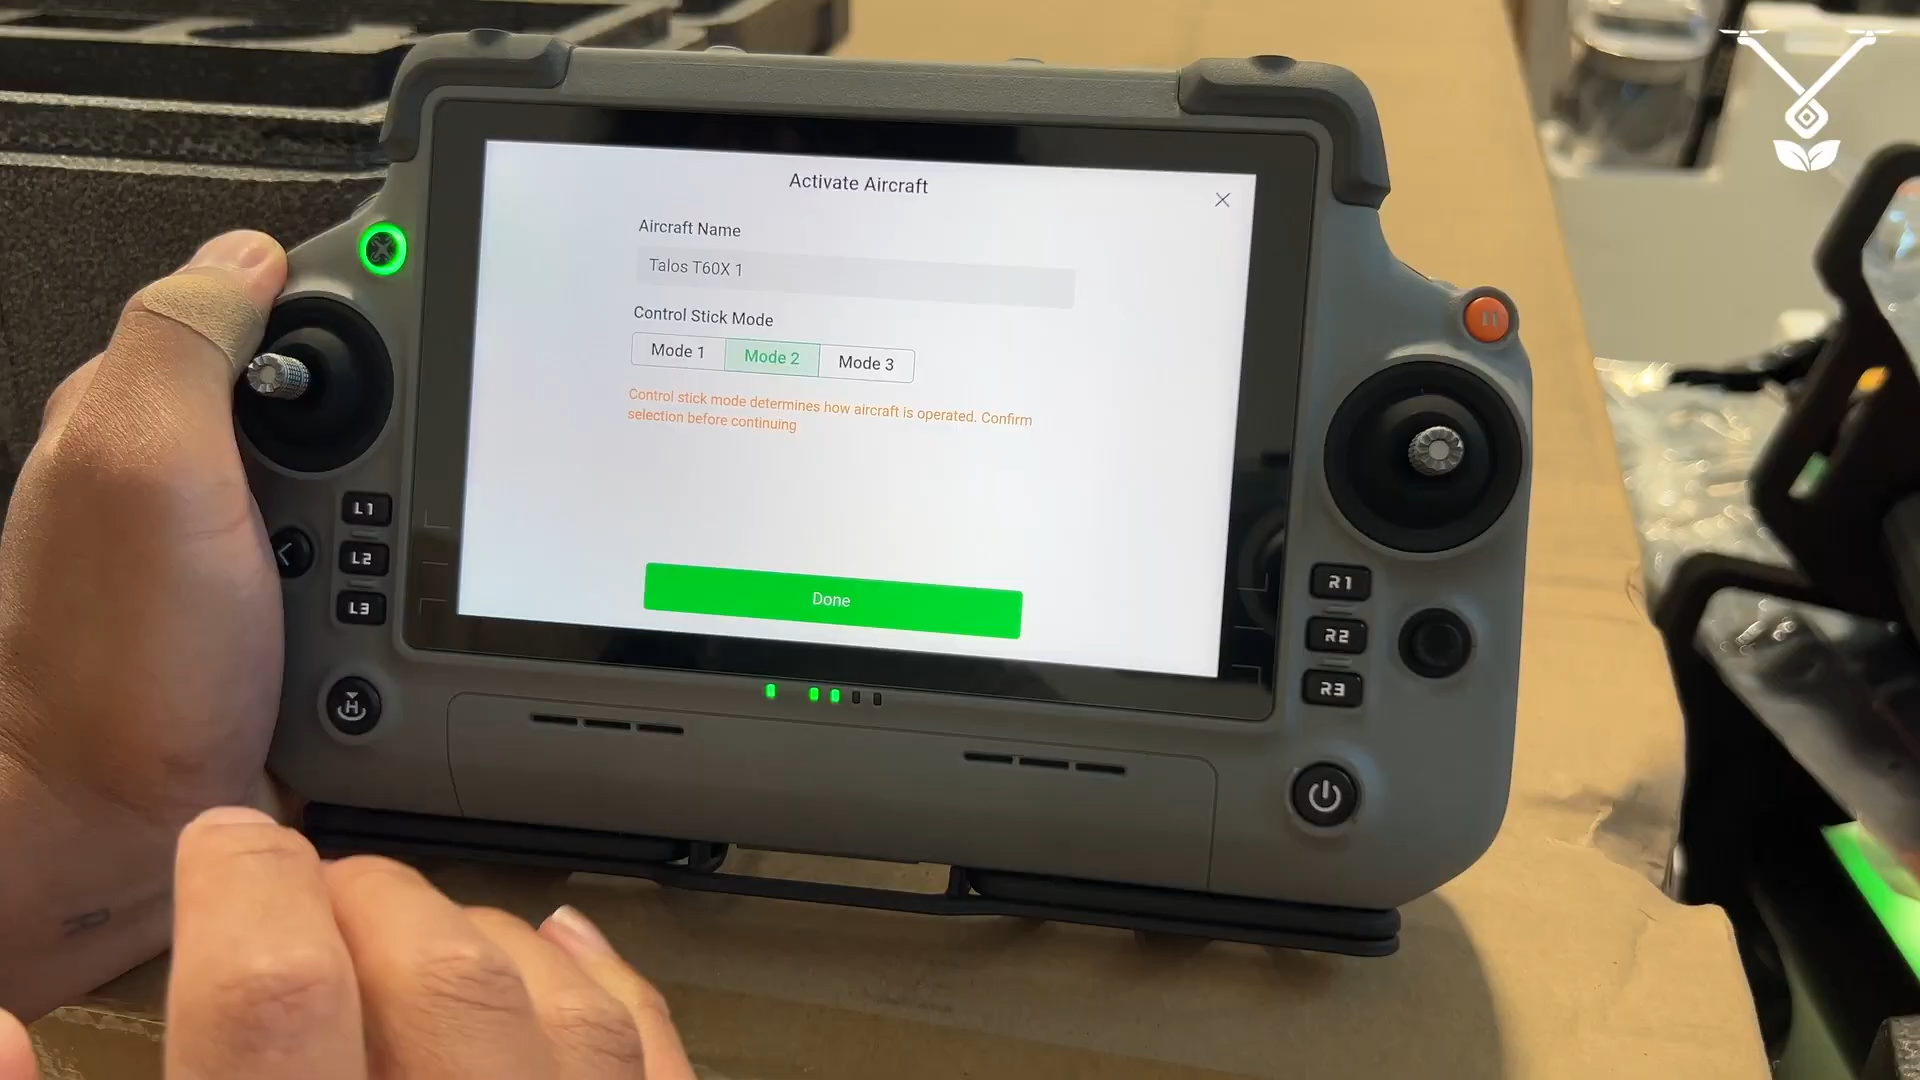 Activate Aircraft
Aircraft Name
Talos T60X 1
Control Stick Mode
Mode 1
Mode 2
Mode 3
Control stick mode determines how aircraft is operated. Confirm
selection before continuing
Done
L1
L2
L3
R1
R2
R3
H
R